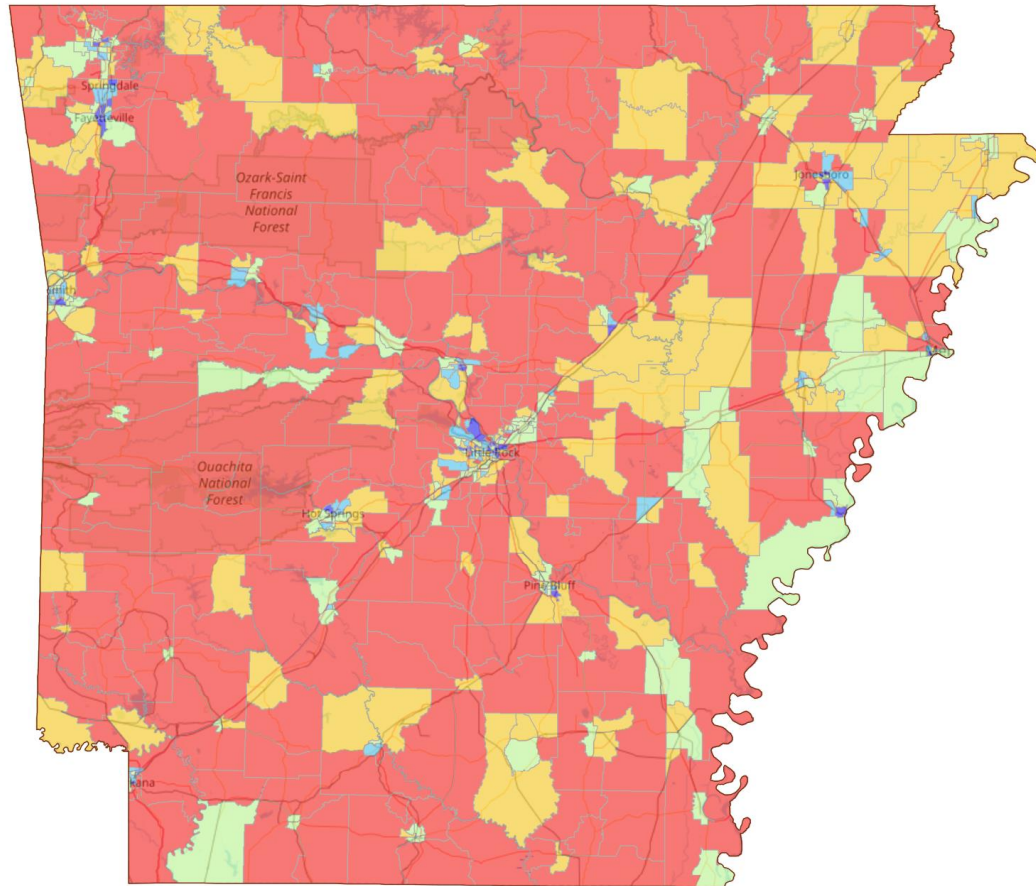 Springdale
Fayetteville
Ozark-Saint
Francis
National
Forest
Jonesboro
Little Rock
Ouachita
National
Forest
Hot Springs
Pine Bluff